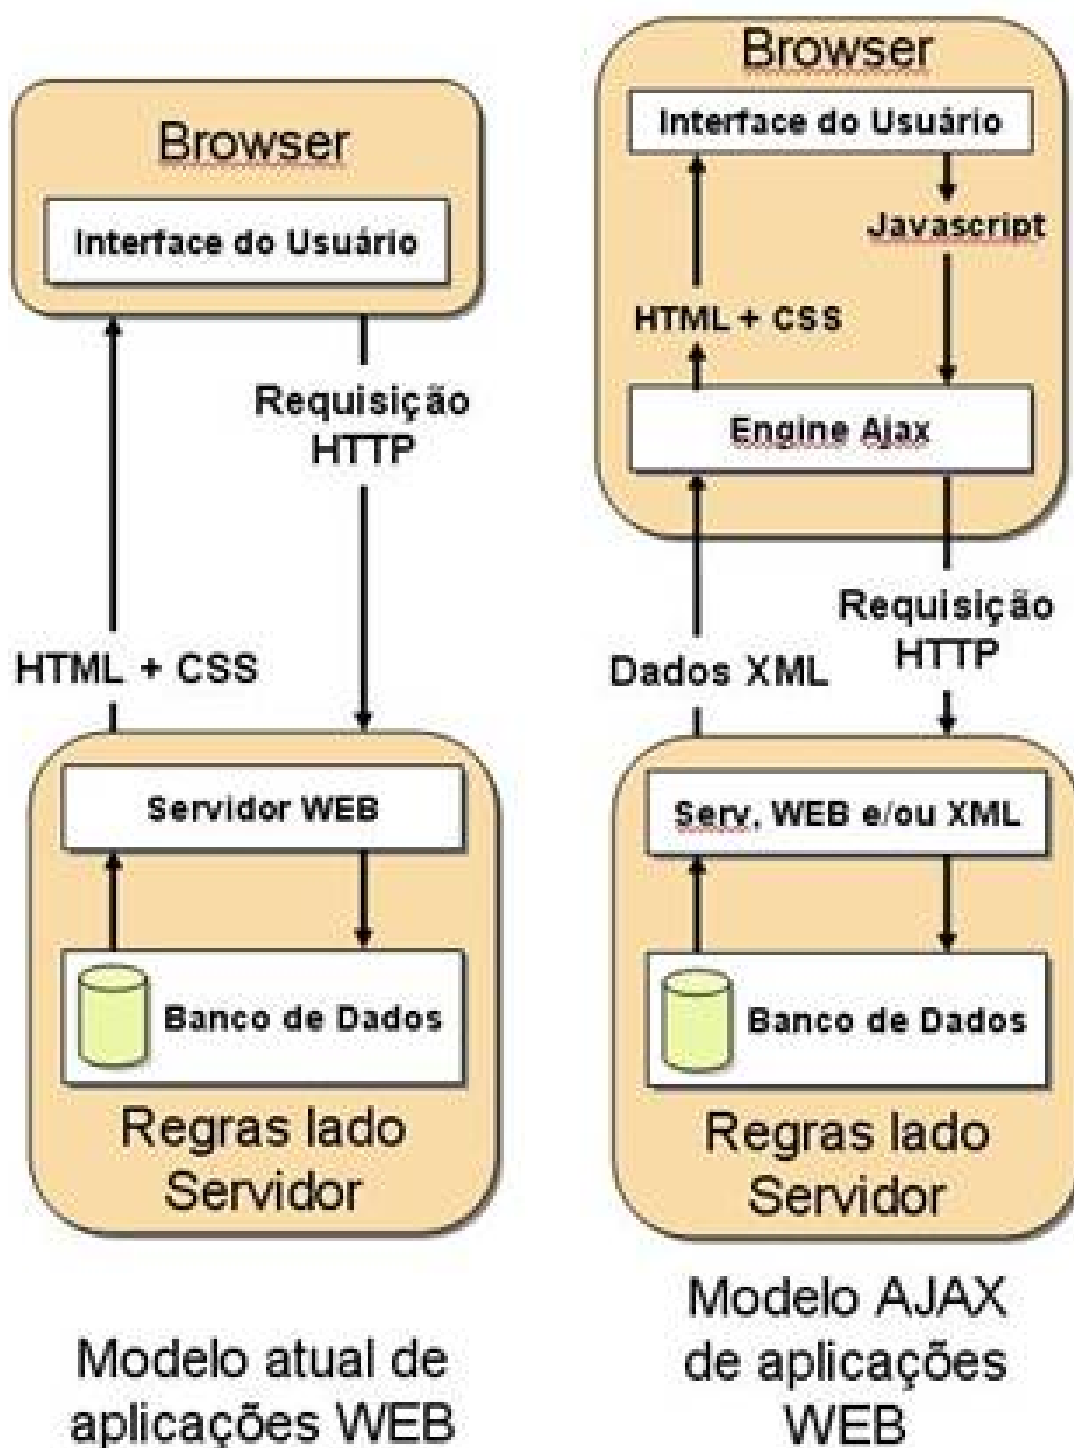 Browser
Interface do Usuário
Requisição
HTTP
HTML + CSS
Servidor WEB
Banco de Dados
Regras lado
Servidor
Modelo atual de
aplicações WEB
Browser
Interface do Usuário
Javascript
HTML + CSS
Engine Ajax
Requisição
HTTP
Dados XML
Serv. WEB e/ou XML
Banco de Dados
Regras lado
Servidor
Modelo AJAX
de aplicações
WEB